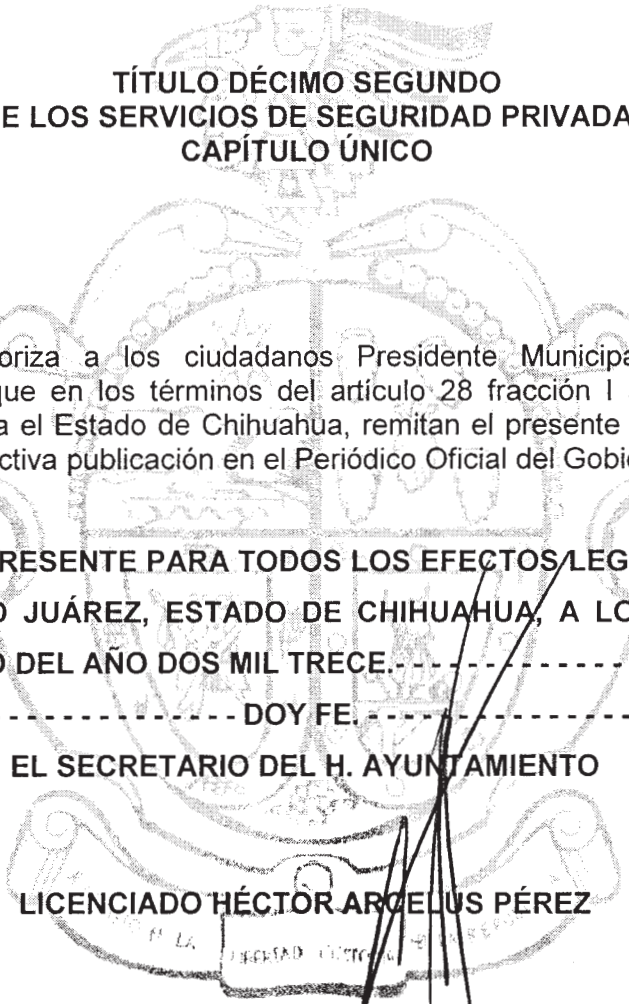 TÍTULO DÉCIMO SEGUNDO
E LOS SERVICIOS DE SEGURIDAD PRIVADA
CAPÍTULO ÚNICO
oriza a los ciudadanos Presidente Municipa
que en los términos del artículo 28 fracción I
a el Estado de Chihuahua, remitan el presente
ctiva publicación en el Periódico Oficial del Gobi
RESENTE PARA TODOS LOS EFECTOS LEG
O JUÁREZ, ESTADO DE CHIHUAHUA, A LO
O DEL AÑO DOS MIL TRECE.- - - - - - - - - - - - - -
- - - - - - - - - - - - - - DOY FE. - - - - - - - - - - - - - - -
EL SECRETARIO DEL H. AYUNTAMIENTO
LICENCIADO HÉCTOR ARCELÚS PÉREZ
LA LIBERTAD